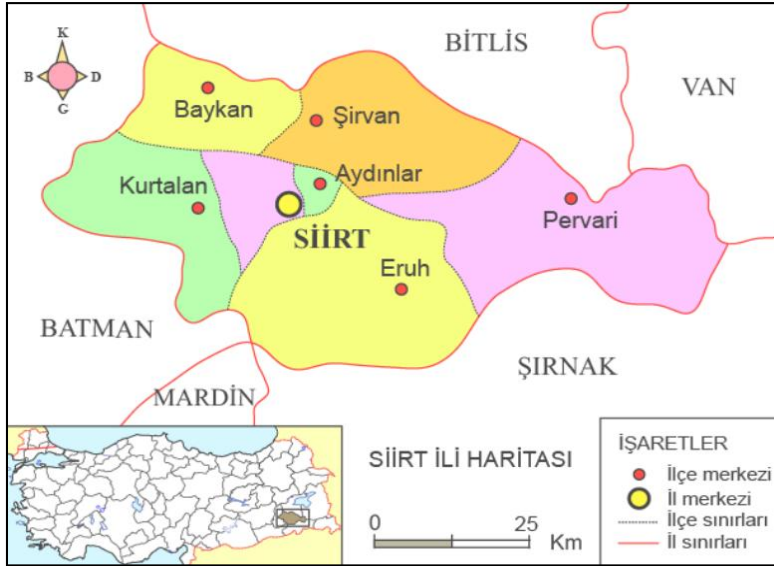 BİTLİS
K
B D
G
VAN
Baykan
Şirvan
Kurtalan
Aydınlar
Pervari
SİİRT
Eruh
BATMAN
ŞIRNAK
MARDİN
SİİRT İLİ HARİTASI
0 25
Km
İŞARETLER
İlçe merkezi
İl merkezi
İlçe sınırları
İl sınırları